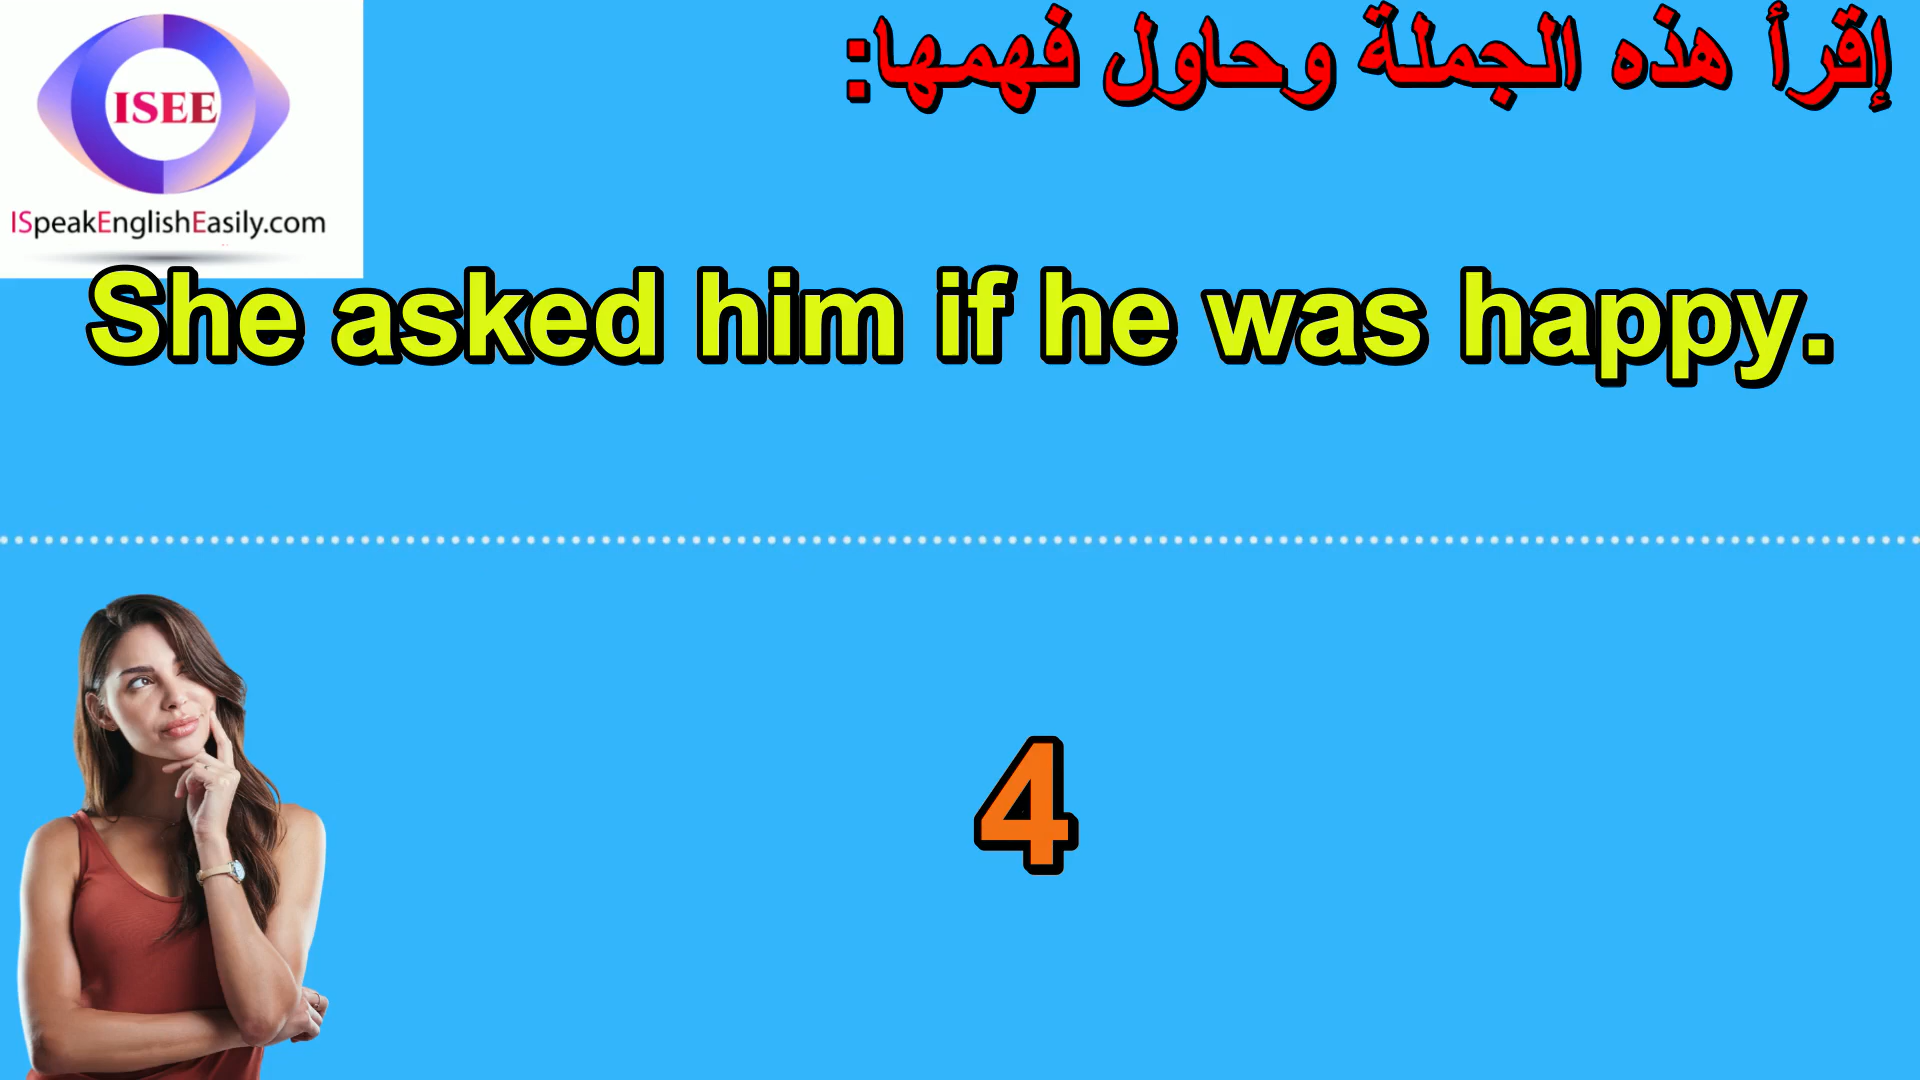 إقرأ هذه الجملة وحاول فهمها:
ISEE
ISpeakEnglishEasily.com
She asked him if he was happy.
4